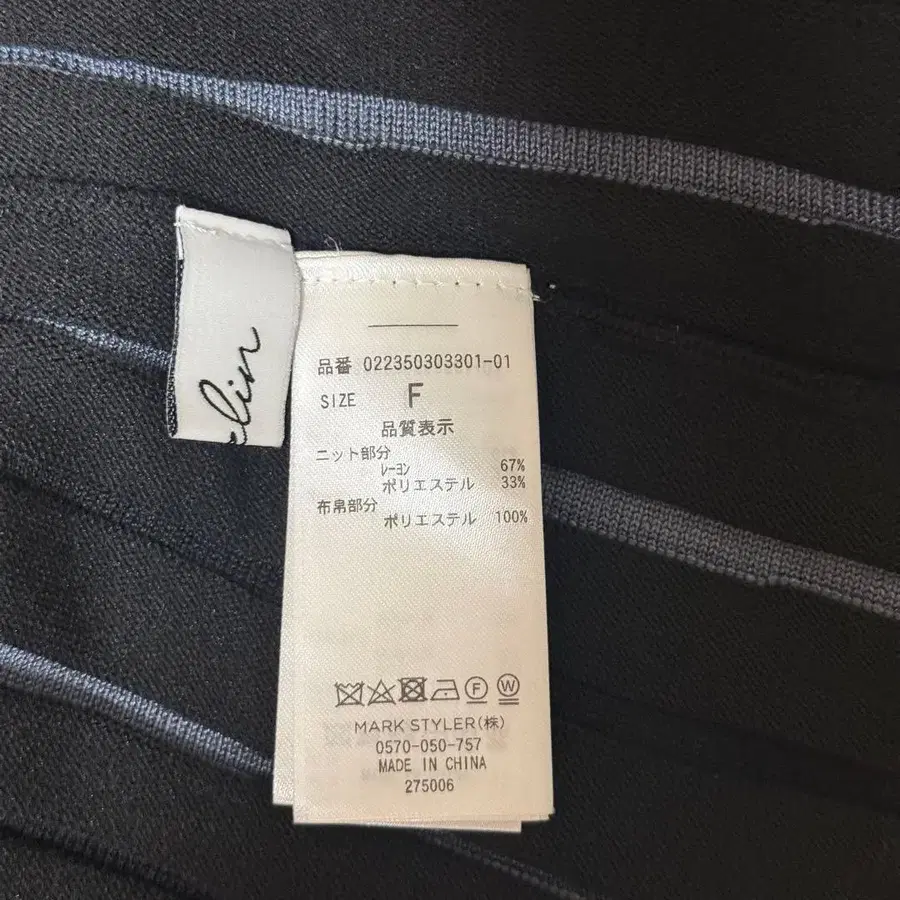 elin
品番 022350303301-01
SIZE F
品質表示
ニット部分
レーヨン 67%
ポリエステル 33%
布帛部分
ポリエステル 100%
F W
MARK STYLER(株)
0570-050-757
MADE IN CHINA
275006